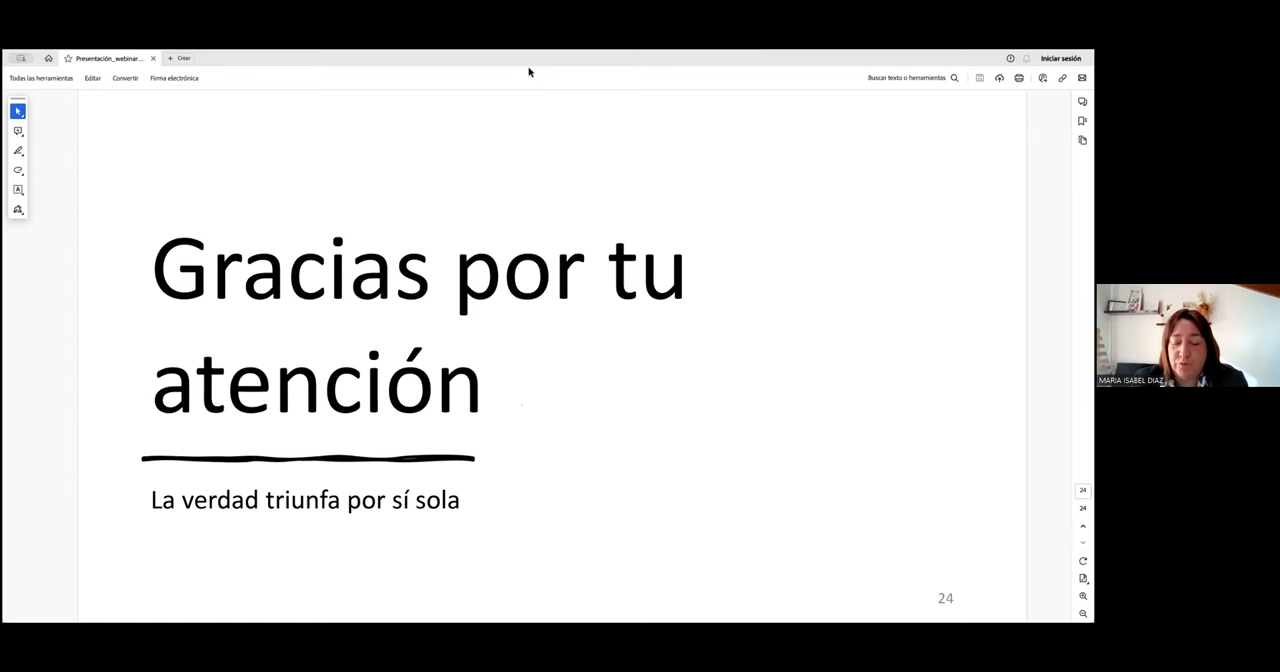 Presentación_webinar...
Crear
Iniciar sesión
Todas las herramientas
Editar
Convertir
Firma electrónica
Buscar texto o herramientas
Gracias por tu
atención
La verdad triunfa por sí sola
24
24
24
MARIA ISABEL DIAZ